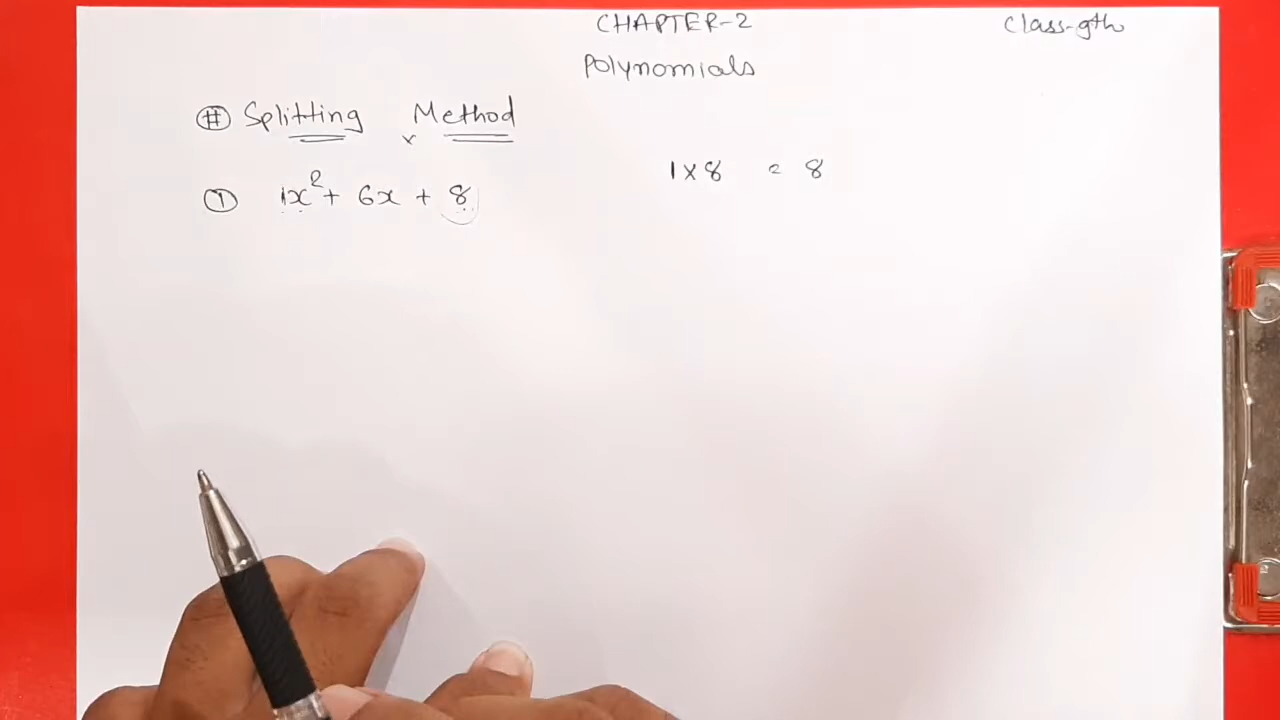 CHAPTER-2
Class-9th
Polynomials
# Splitting Method
① 1x² + 6x + 8
1 x 8 = 8